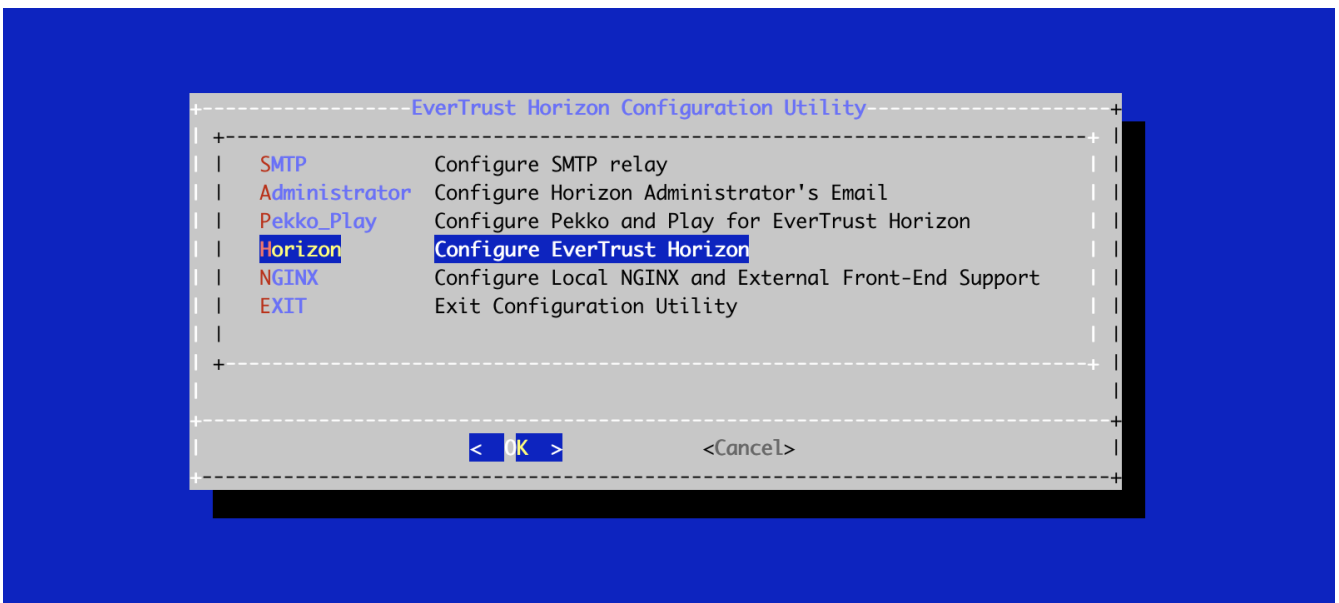 EverTrust Horizon Configuration Utility
SMTP Configure SMTP relay
Administrator Configure Horizon Administrator's Email
Pekko_Play Configure Pekko and Play for EverTrust Horizon
Horizon Configure EverTrust Horizon
NGINX Configure Local NGINX and External Front-End Support
EXIT Exit Configuration Utility
< OK > <Cancel>